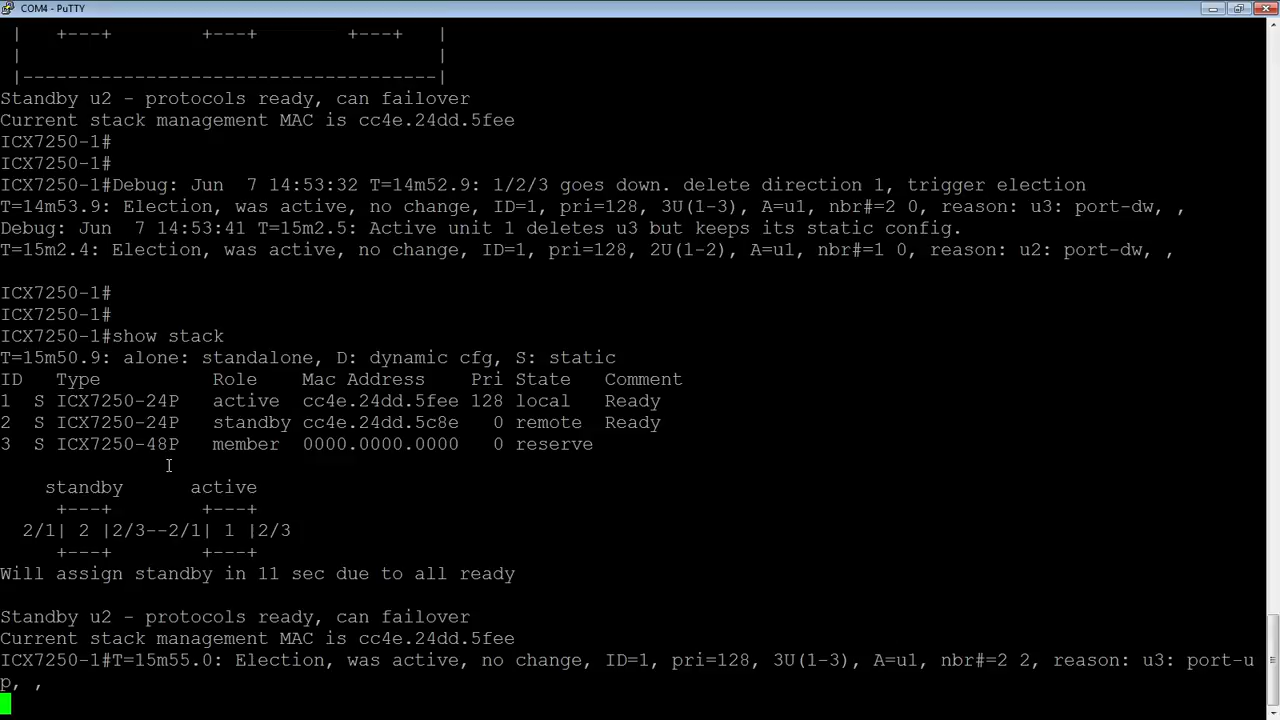 COM4 - PuTTY
|   +---+        +---+        +---+   |
|                                     |
|-------------------------------------|
Standby u2 - protocols ready, can failover
Current stack management MAC is cc4e.24dd.5fee
ICX7250-1#
ICX7250-1#
ICX7250-1#Debug: Jun  7 14:53:32 T=14m52.9: 1/2/3 goes down. delete direction 1, trigger election
T=14m53.9: Election, was active, no change, ID=1, pri=128, 3U(1-3), A=u1, nbr#=2 0, reason: u3: port-dw, ,
Debug: Jun  7 14:53:41 T=15m2.5: Active unit 1 deletes u3 but keeps its static config.
T=15m2.4: Election, was active, no change, ID=1, pri=128, 2U(1-2), A=u1, nbr#=1 0, reason: u2: port-dw, ,
ICX7250-1#
ICX7250-1#
ICX7250-1#show stack
T=15m50.9: alone: standalone, D: dynamic cfg, S: static
ID  S Type         Role    Mac Address    Pri State   Comment
1  S ICX7250-24P   active  cc4e.24dd.5fee 128 local   Ready
2  S ICX7250-24P   standby cc4e.24dd.5c8e   0 remote  Ready
3  S ICX7250-48P   member  0000.0000.0000   0 reserve
    standby      active
     +---+        +---+
  2/1| 2 |2/3--2/1| 1 |2/3
     +---+        +---+
Will assign standby in 11 sec due to all ready
Standby u2 - protocols ready, can failover
Current stack management MAC is cc4e.24dd.5fee
ICX7250-1#T=15m55.0: Election, was active, no change, ID=1, pri=128, 3U(1-3), A=u1, nbr#=2 2, reason: u3: port-u
p, ,